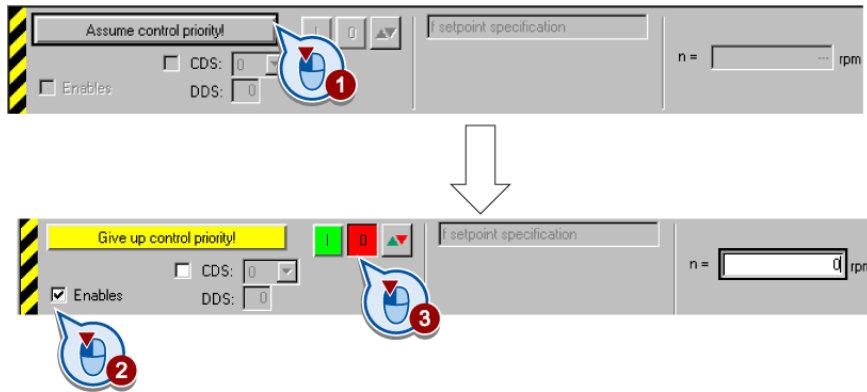 Assume control priority!
I 0
f setpoint specification
CDS: 0
n = --- rpm
Enables
DDS: 0
1
Give up control priority!
I 0
f setpoint specification
CDS: 0
n = 0 rpm
Enables
DDS: 0
3
2